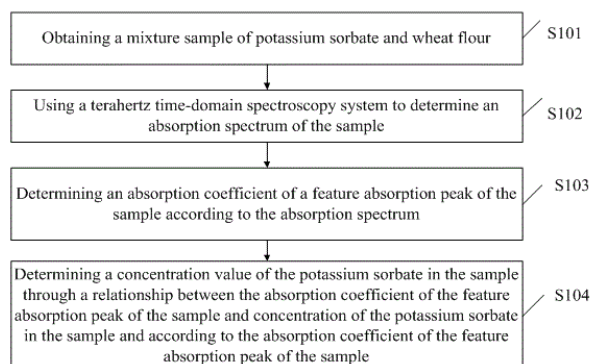 Obtaining a mixture sample of potassium sorbate and wheat flour
S101
Using a terahertz time-domain spectroscopy system to determine an
absorption spectrum of the sample
S102
Determining an absorption coefficient of a feature absorption peak of the
sample according to the absorption spectrum
S103
Determining a concentration value of the potassium sorbate in the sample
through a relationship between the absorption coefficient of the feature
absorption peak of the sample and concentration of the potassium sorbate
in the sample and according to the absorption coefficient of the feature
absorption peak of the sample
S104